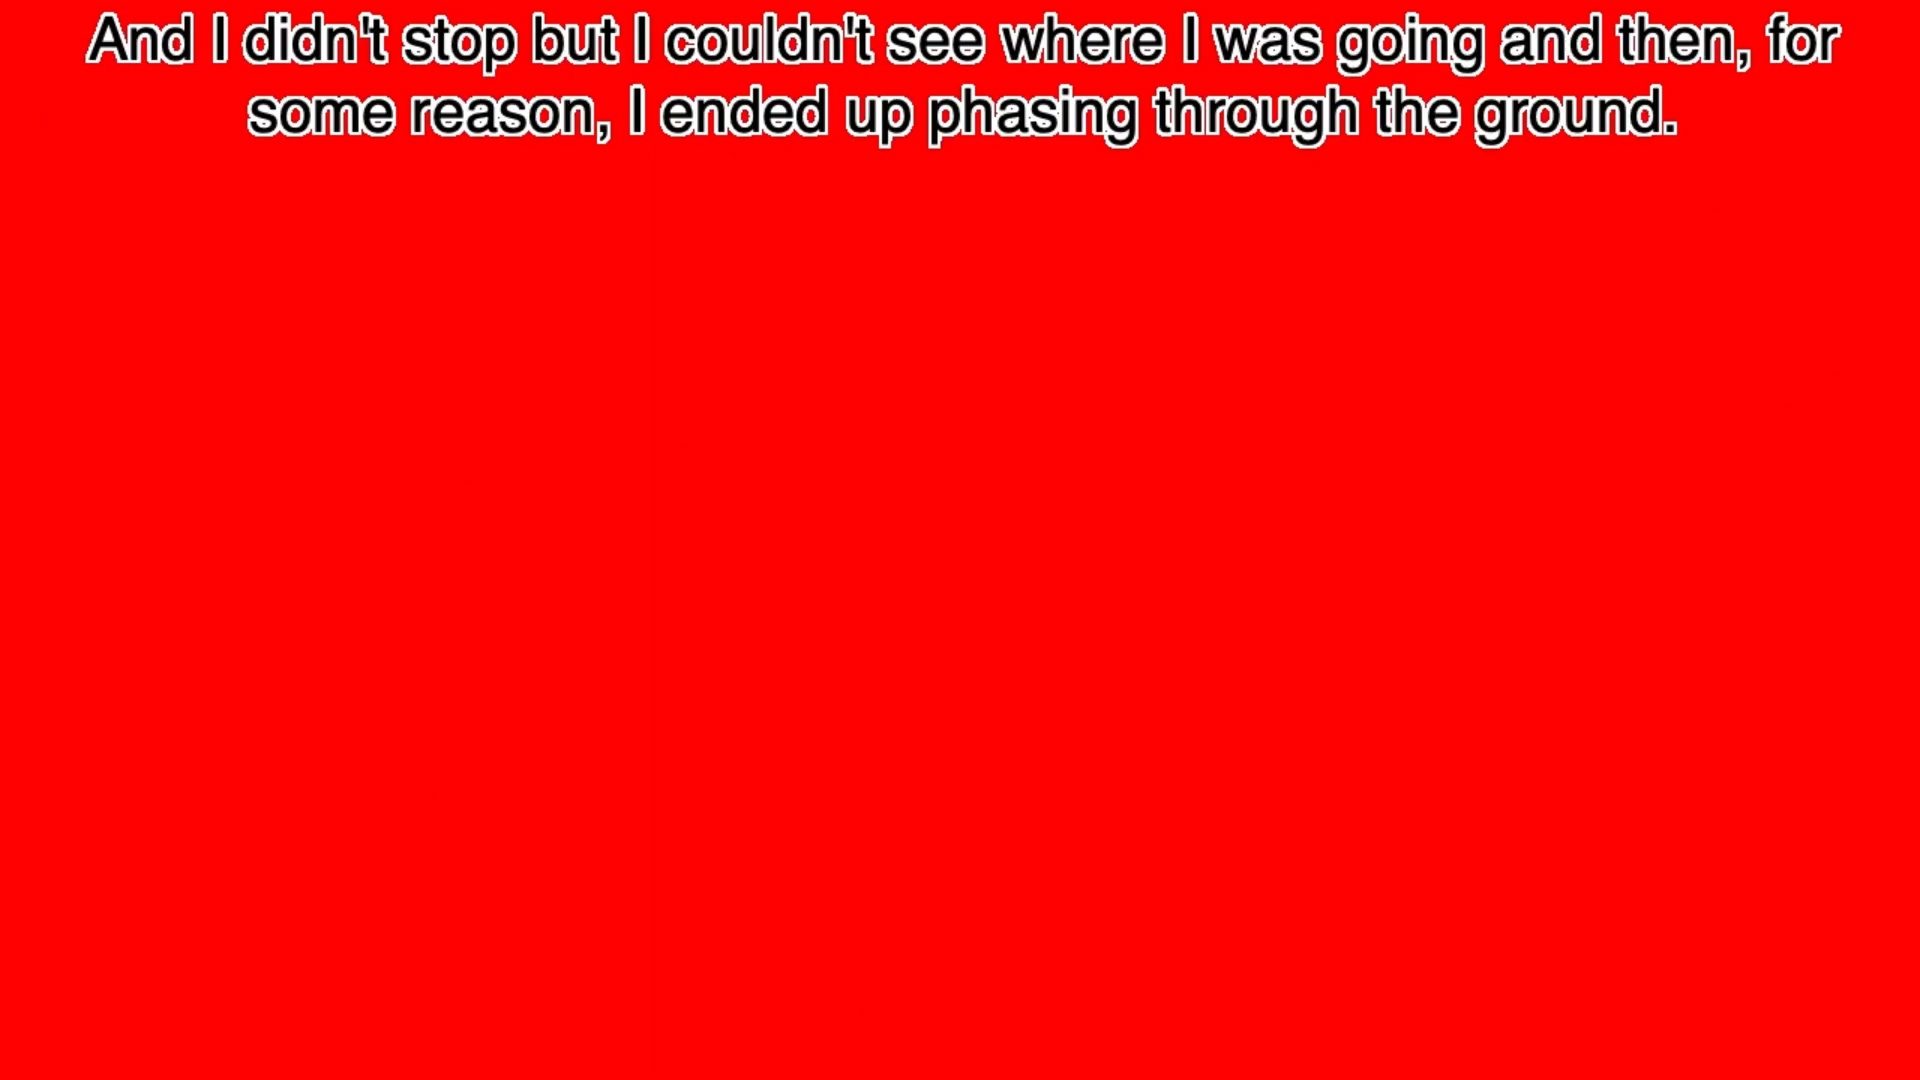 And I didn't stop but I couldn't see where I was going and then, for
some reason, I ended up phasing through the ground.